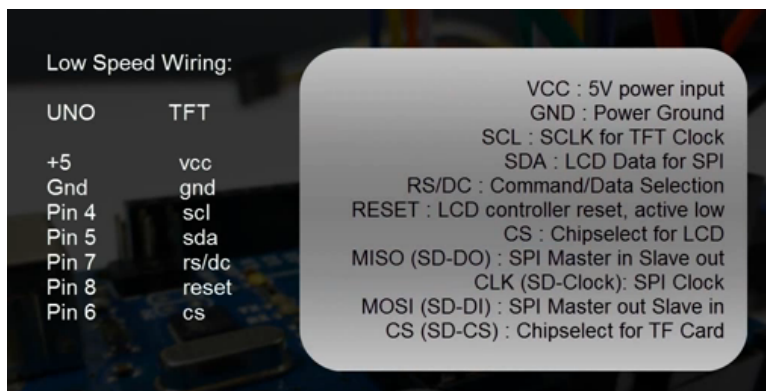 Low Speed Wiring:
UNO TFT
+5 vcc
Gnd gnd
Pin 4 scl
Pin 5 sda
Pin 7 rs/dc
Pin 8 reset
Pin 6 cs
VCC : 5V power input
GND : Power Ground
SCL : SCLK for TFT Clock
SDA : LCD Data for SPI
RS/DC : Command/Data Selection
RESET : LCD controller reset, active low
CS : Chipselect for LCD
MISO (SD-DO) : SPI Master in Slave out
CLK (SD-Clock): SPI Clock
MOSI (SD-DI) : SPI Master out Slave in
CS (SD-CS) : Chipselect for TF Card